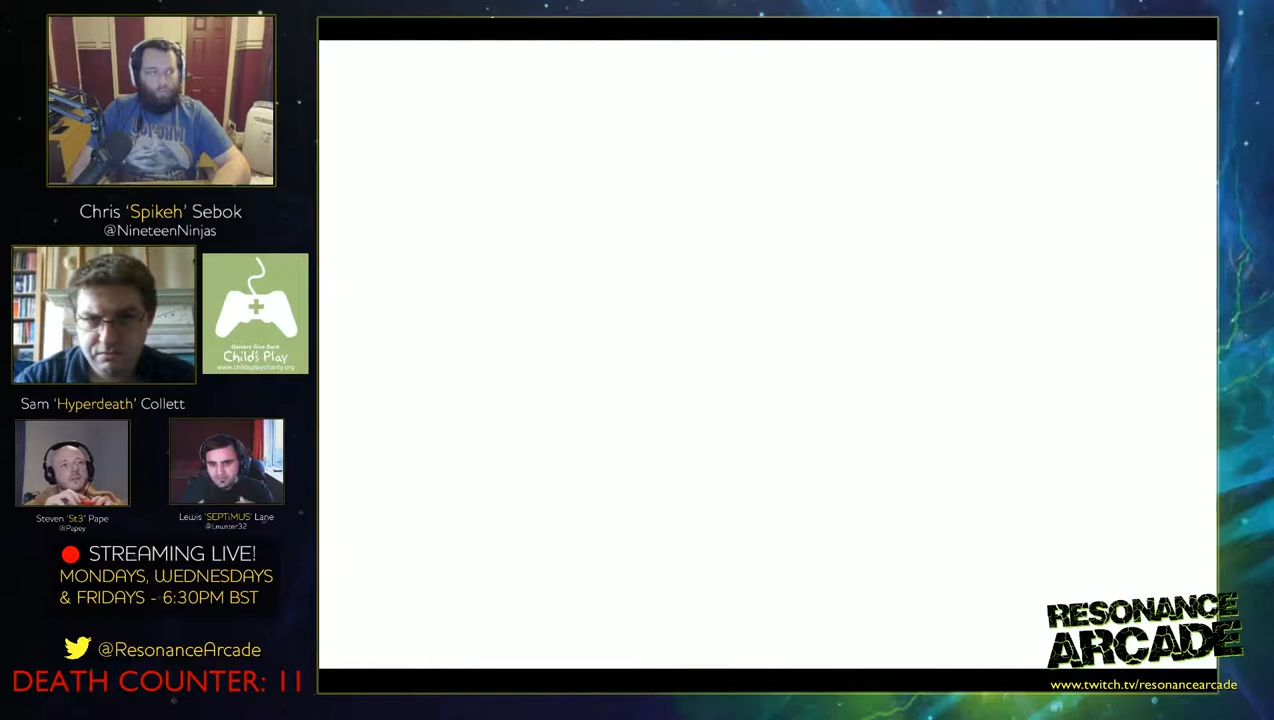 Chris 'Spikeh' Sebok
@NineteenNinjas
Gamers Give Back
Child's Play
www.childsplaycharity.org
Sam 'Hyperdeath' Collett
Steven 'St3' Pape
@Papey
Lewis 'SEPTiMUS' Lane
@Lewster32
STREAMING LIVE!
MONDAYS, WEDNESDAYS
& FRIDAYS - 6:30PM BST
@ResonanceArcade
DEATH COUNTER: 11
RESONANCE
ARCADE
www.twitch.tv/resonancearcade